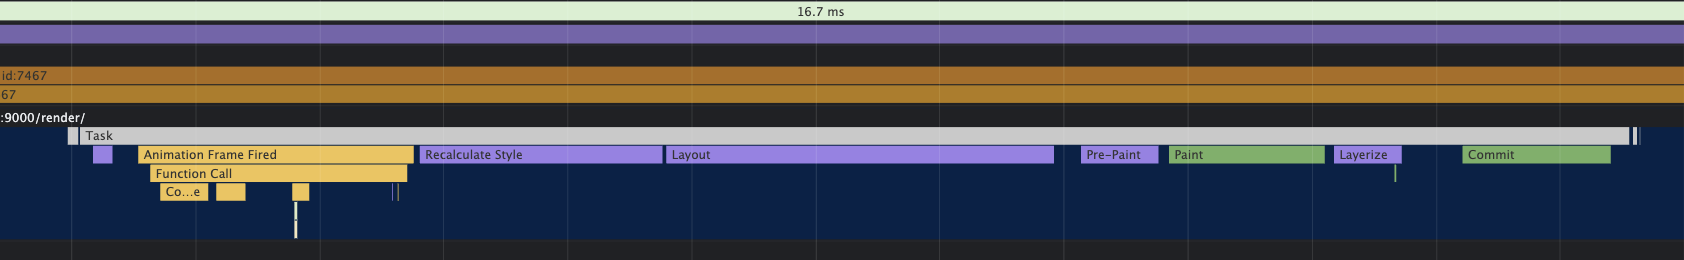 16.7 ms
id:7467
67
:9000/render/
Task
Animation Frame Fired Recalculate Style Layout Pre-Paint Paint Layerize Commit
Function Call
Co…e